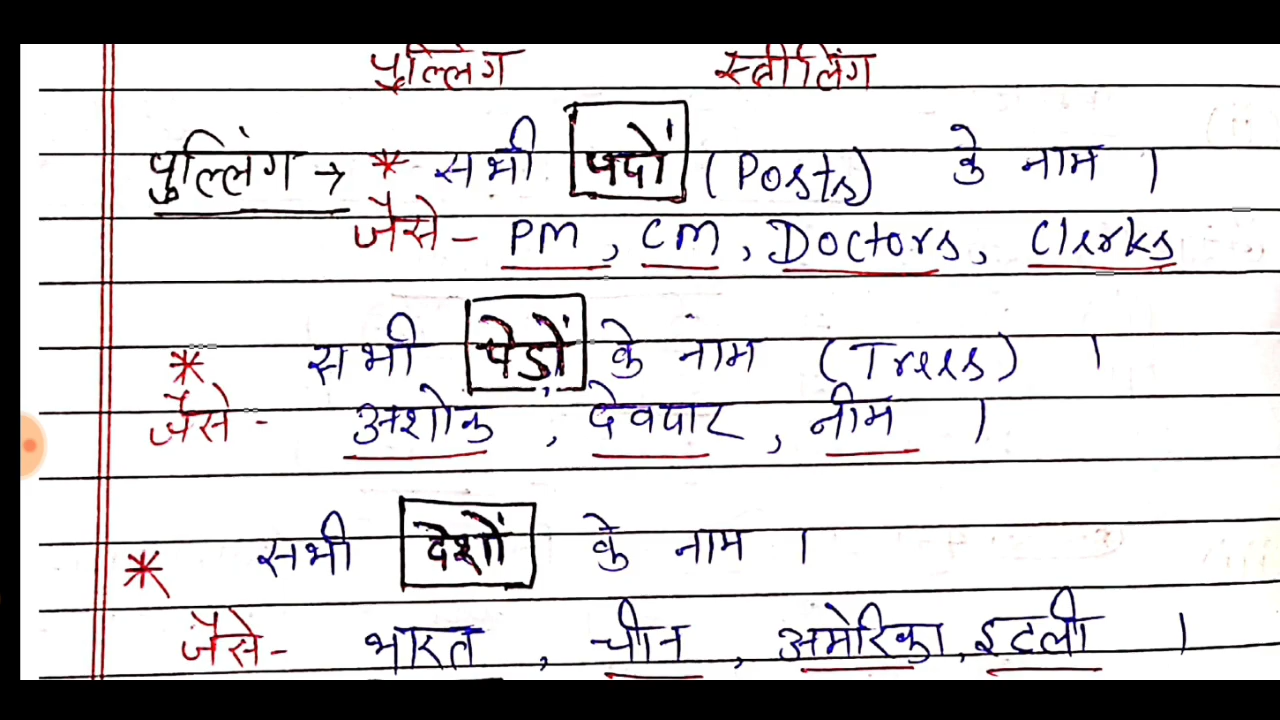 पुल्लिंग स्त्रीलिंग
पुल्लिंग → * सभी पदों (Posts) के नाम ।
जैसे - PM, CM, Doctors, Clerks
* सभी पेडों के नाम (Trees) ।
जैसे - अशोक, देवदार, नीम ।
* सभी देशों के नाम ।
जैसे - भारत, चीन, अमेरिका, इटली ।